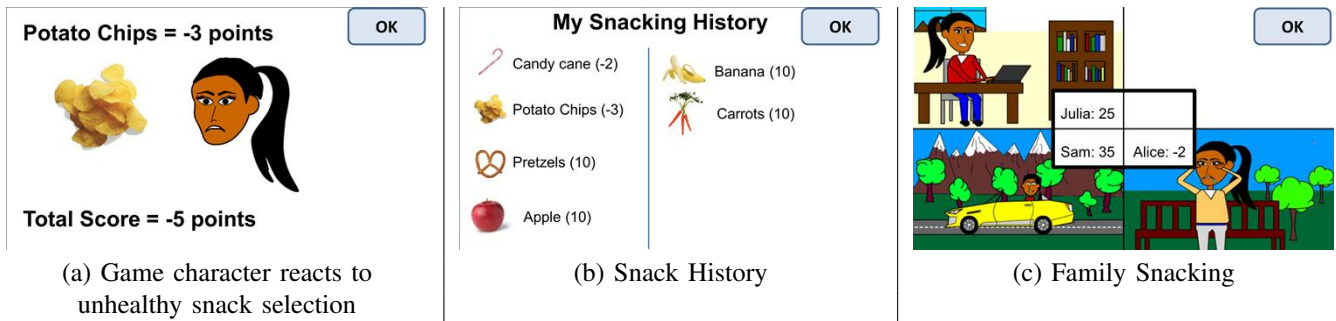 Potato Chips = -3 points
OK
Total Score = -5 points
(a) Game character reacts to
unhealthy snack selection
My Snacking History
OK
Candy cane (-2)
Potato Chips (-3)
Pretzels (10)
Apple (10)
Banana (10)
Carrots (10)
(b) Snack History
OK
Julia: 25
Sam: 35
Alice: -2
(c) Family Snacking